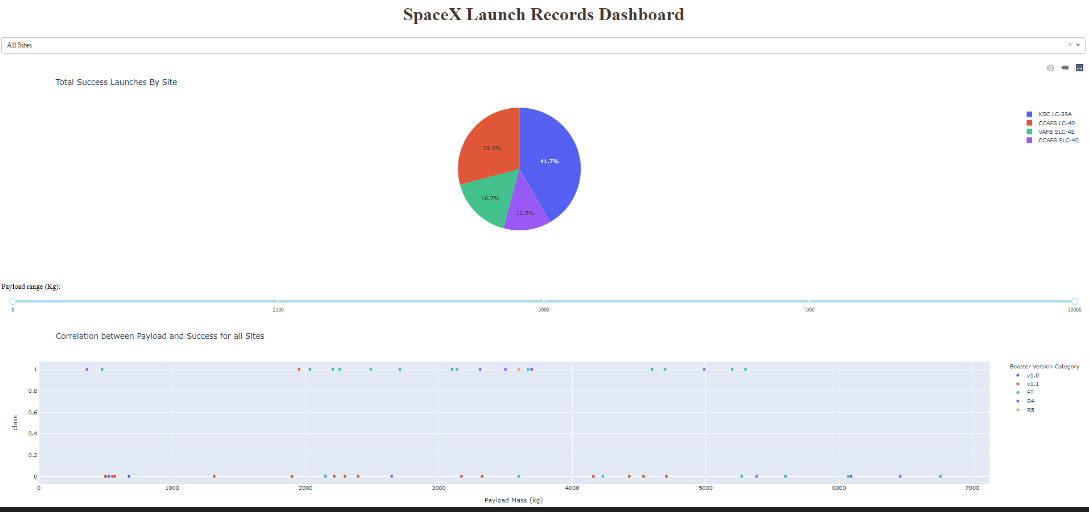 SpaceX Launch Records Dashboard
All Sites
Total Success Launches By Site
KSC LC-39A
CCAFS LC-40
VAFB SLC-4E
CCAFS SLC-40
29.2%
41.7%
16.7%
12.5%
Payload range (Kg):
0 2500 5000 7500 10000
Correlation between Payload and Success for all Sites
Booster Version Category
v1.0
v1.1
FT
B4
B5
class
1
0.8
0.6
0.4
0.2
0
0 1000 2000 3000 4000 5000 6000 7000
Payload Mass (kg)